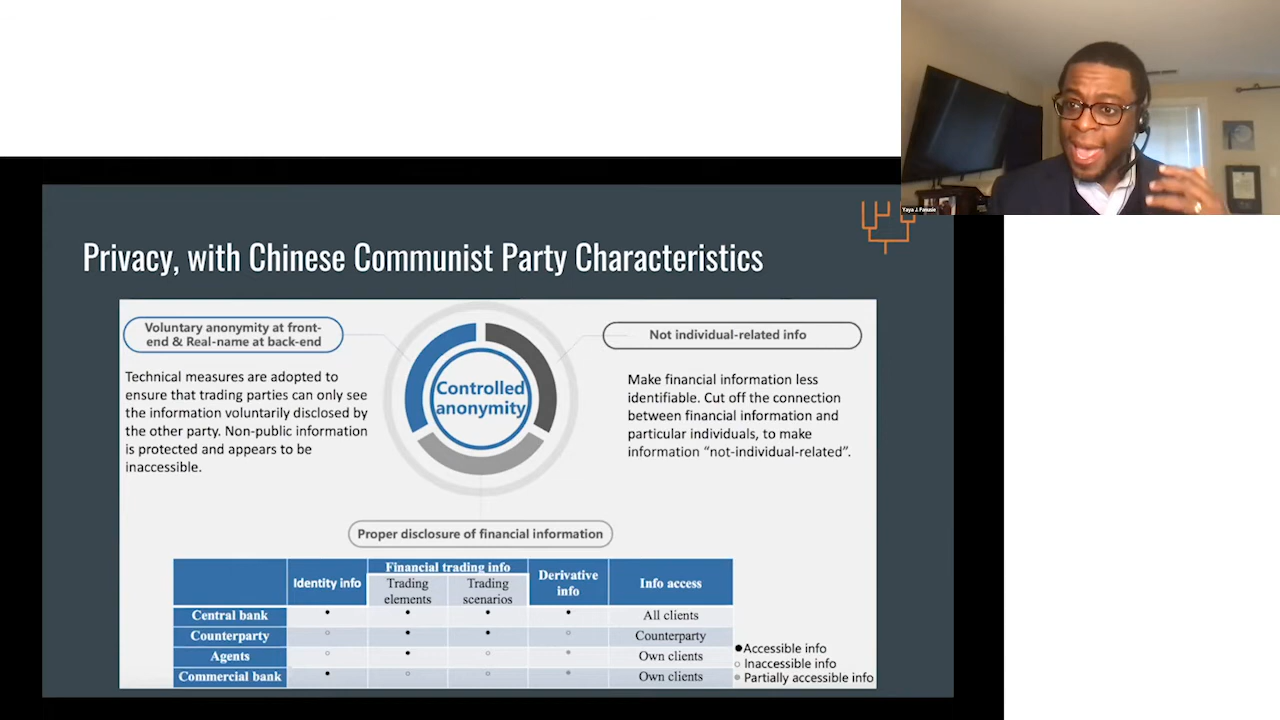 Yaya J. Fanusie
Privacy, with Chinese Communist Party Characteristics
Voluntary anonymity at front-
end & Real-name at back-end
Technical measures are adopted to
ensure that trading parties can only see
the information voluntarily disclosed by
the other party. Non-public information
is protected and appears to be
inaccessible.
Controlled
anonymity
Not individual-related info
Make financial information less
identifiable. Cut off the connection
between financial information and
particular individuals, to make
information “not-individual-related”.
Proper disclosure of financial information
Identity info
Financial trading info
Trading
elements
Trading
scenarios
Derivative
info
Info access
Central bank • • • • All clients
Counterparty ○ • • ○ Counterparty
Agents ○ • ○ • Own clients
Commercial bank • ○ ○ • Own clients
●Accessible info
○ Inaccessible info
● Partially accessible info